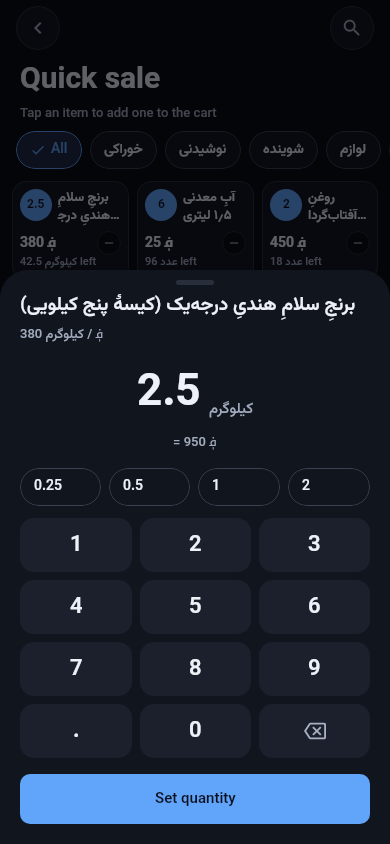 Quick sale
Tap an item to add one to the cart
All
خوراکی
نوشیدنی
شوینده
لوازم
2.5
برنجِ سلامِ
هندیِ درج…
380 ؋
42.5 کیلوگرم left
6
آبِ معدنی
۱٫۵ لیتری
25 ؋
96 عدد left
2
روغنِ
آفتاب‌گردا…
450 ؋
18 عدد left
برنجِ سلامِ هندیِ درجه‌یک (کیسهٔ پنج کیلویی)
380 ؋ / کیلوگرم
2.5 کیلوگرم
= 950 ؋
0.25
0.5
1
2
1
2
3
4
5
6
7
8
9
.
0
Set quantity